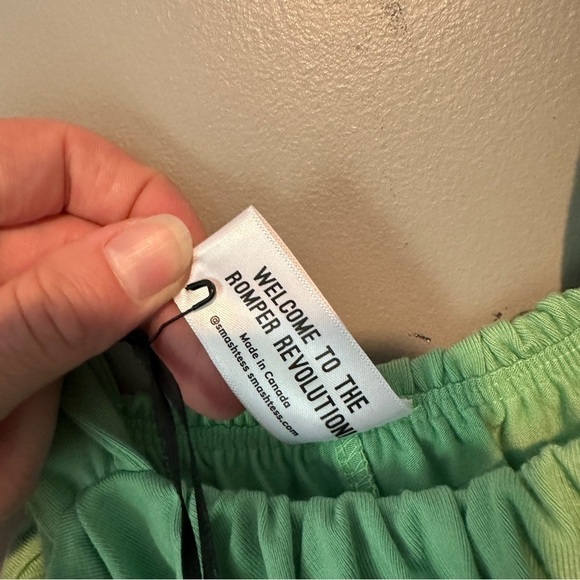 WELCOME TO THE
ROMPER REVOLUTION!
Made in Canada
@smashtess smashtess.com